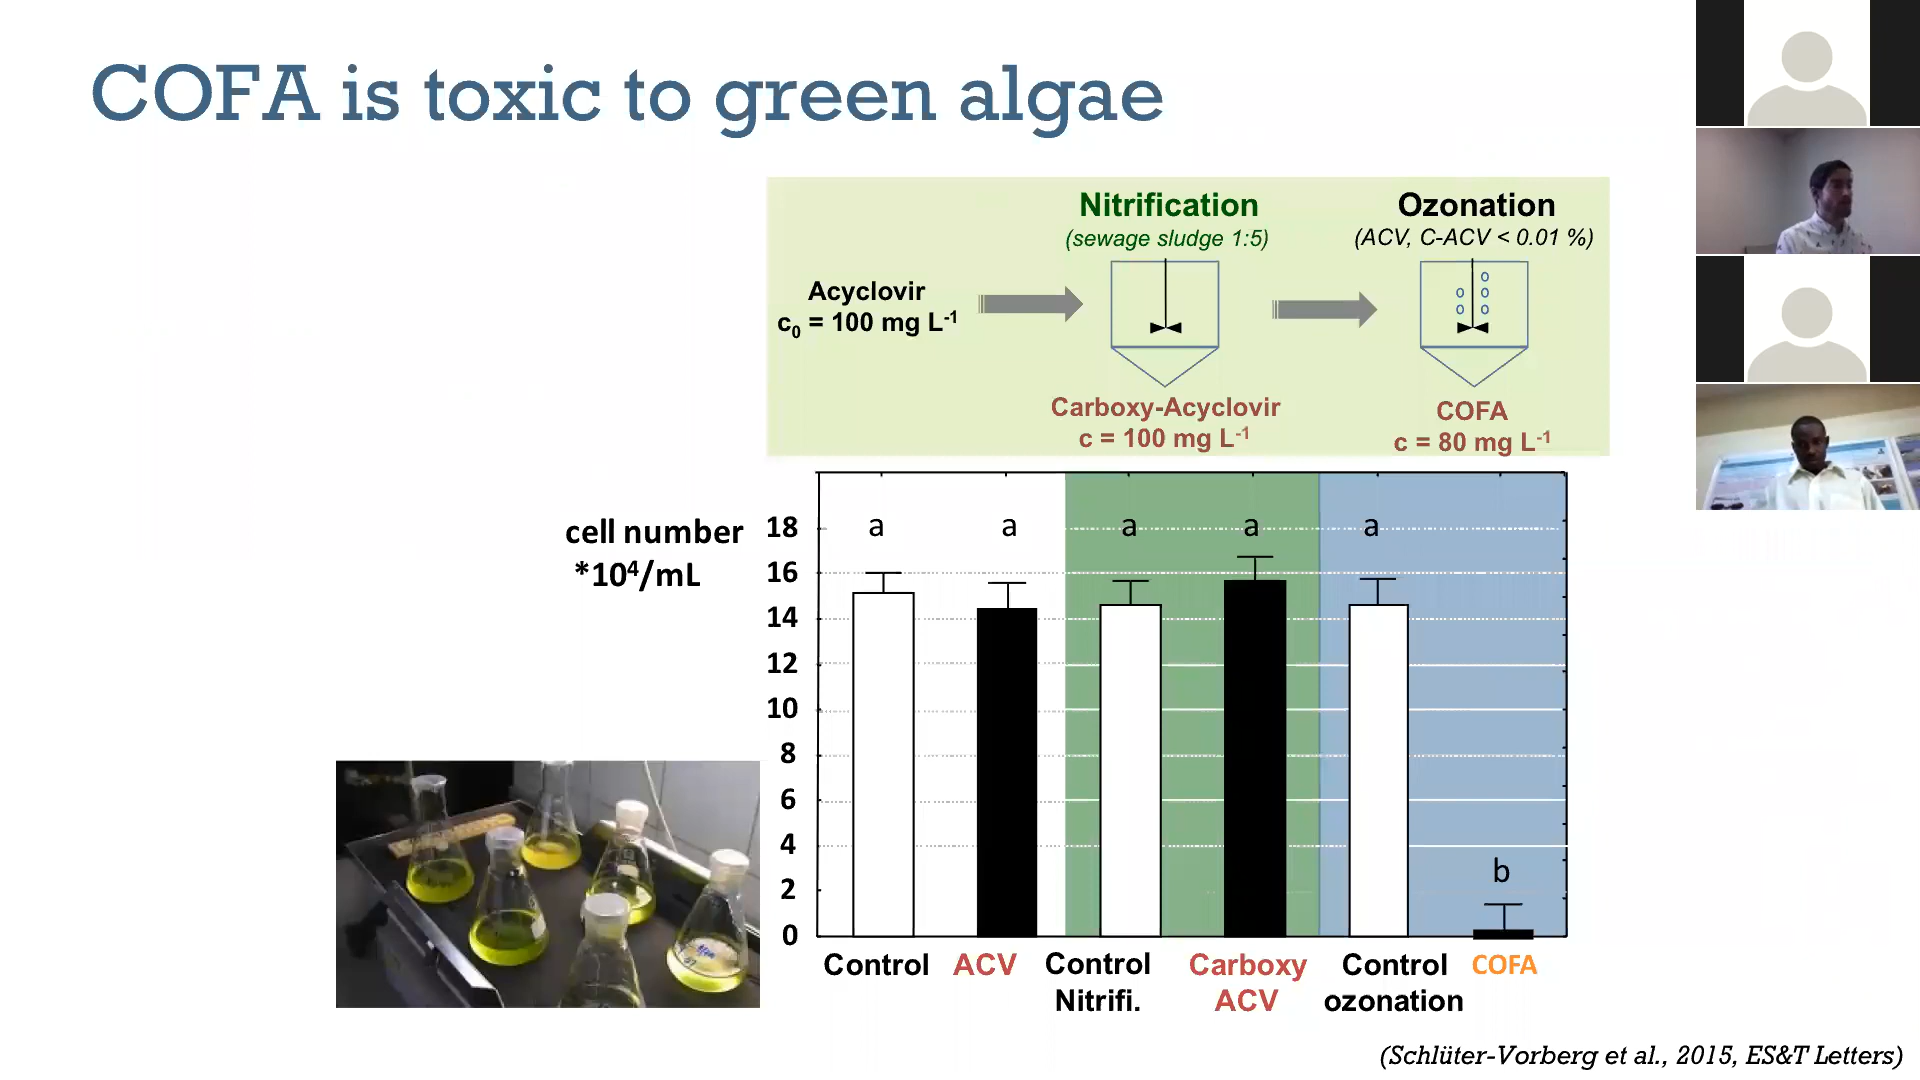 COFA is toxic to green algae
Nitrification
(sewage sludge 1:5)
Ozonation
(ACV, C-ACV < 0.01 %)
Acyclovir
c₀ = 100 mg L⁻¹
Carboxy-Acyclovir
c = 100 mg L⁻¹
COFA
c = 80 mg L⁻¹
cell number
*10⁴/mL
18
16
14
12
10
8
6
4
2
0
a
a
a
a
a
b
Control
ACV
Control
Nitrifi.
Carboxy
ACV
Control
ozonation
COFA
(Schlüter-Vorberg et al., 2015, ES&T Letters)